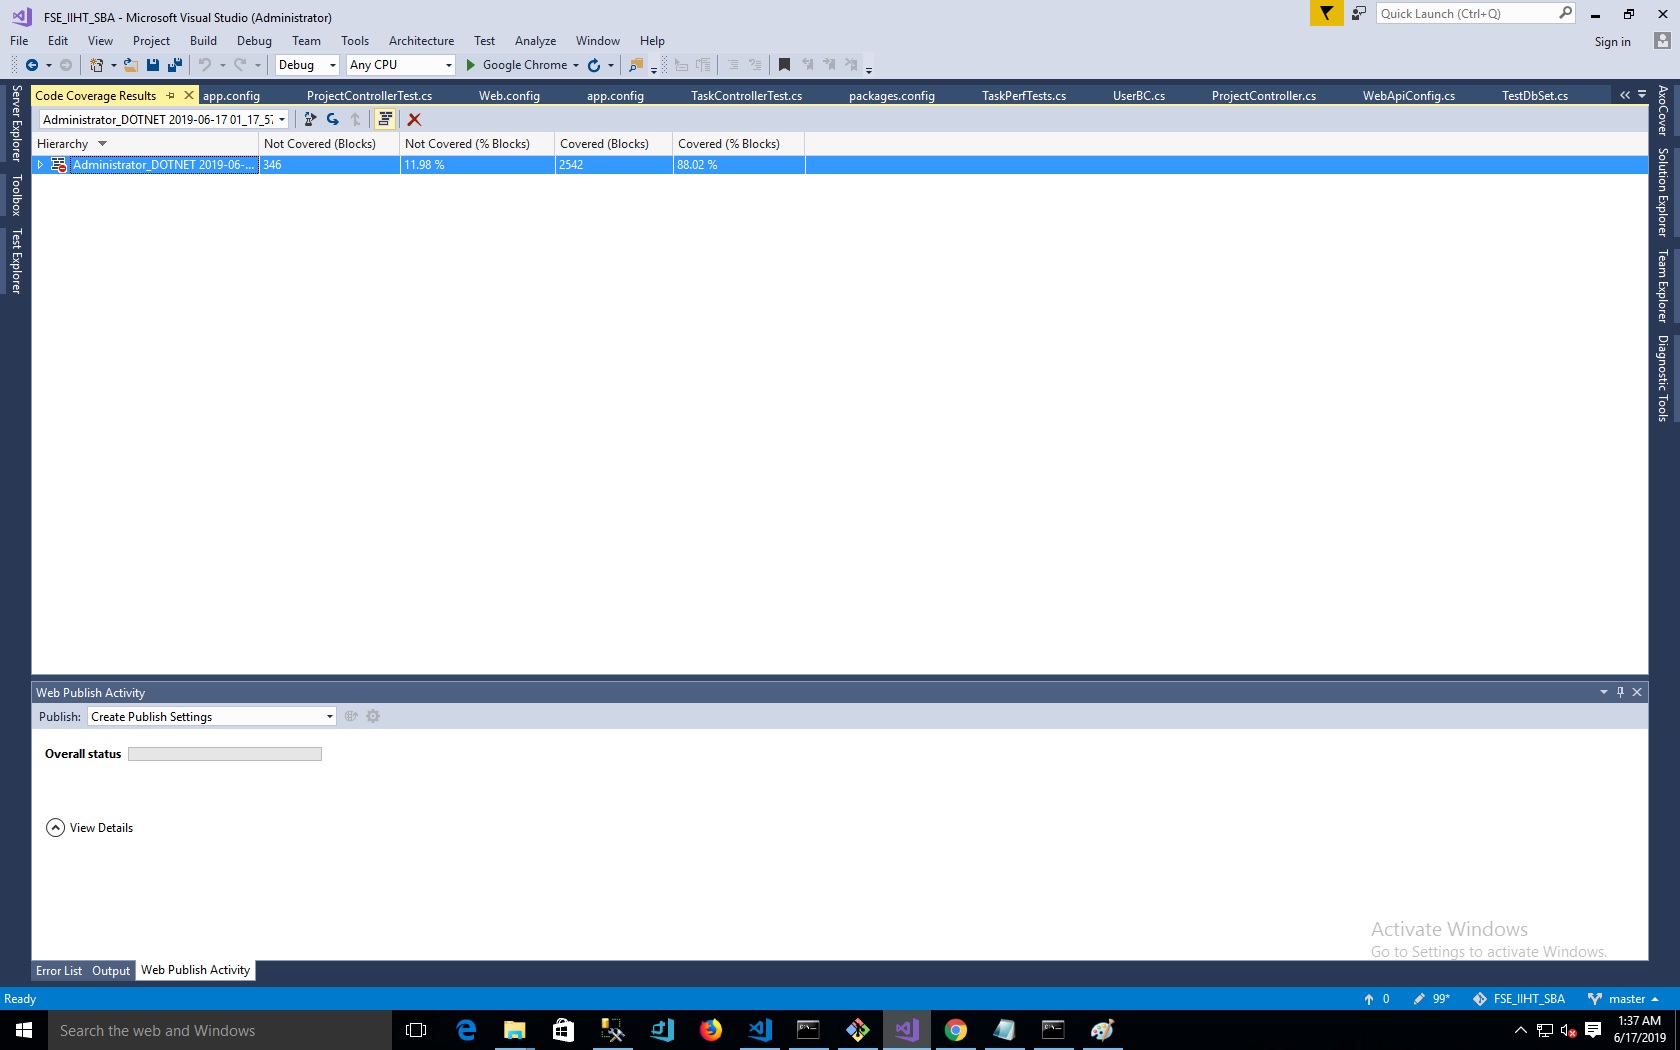 FSE_IIHT_SBA - Microsoft Visual Studio (Administrator)
Quick Launch (Ctrl+Q)
File Edit View Project Build Debug Team Tools Architecture Test Analyze Window Help
Sign in
Debug Any CPU Google Chrome
Code Coverage Results app.config ProjectControllerTest.cs Web.config app.config TaskControllerTest.cs packages.config TaskPerfTests.cs UserBC.cs ProjectController.cs WebApiConfig.cs TestDbSet.cs
Server Explorer
Toolbox
Test Explorer
Administrator_DOTNET 2019-06-17 01_17_57
Hierarchy Not Covered (Blocks) Not Covered (% Blocks) Covered (Blocks) Covered (% Blocks)
Administrator_DOTNET 2019-06-... 346 11.98 % 2542 88.02 %
AxoCover
Solution Explorer
Team Explorer
Diagnostic Tools
Web Publish Activity
Publish: Create Publish Settings
Overall status
View Details
Activate Windows
Go to Settings to activate Windows.
Error List Output Web Publish Activity
Ready 0 99* FSE_IIHT_SBA master
Search the web and Windows
1:37 AM
6/17/2019